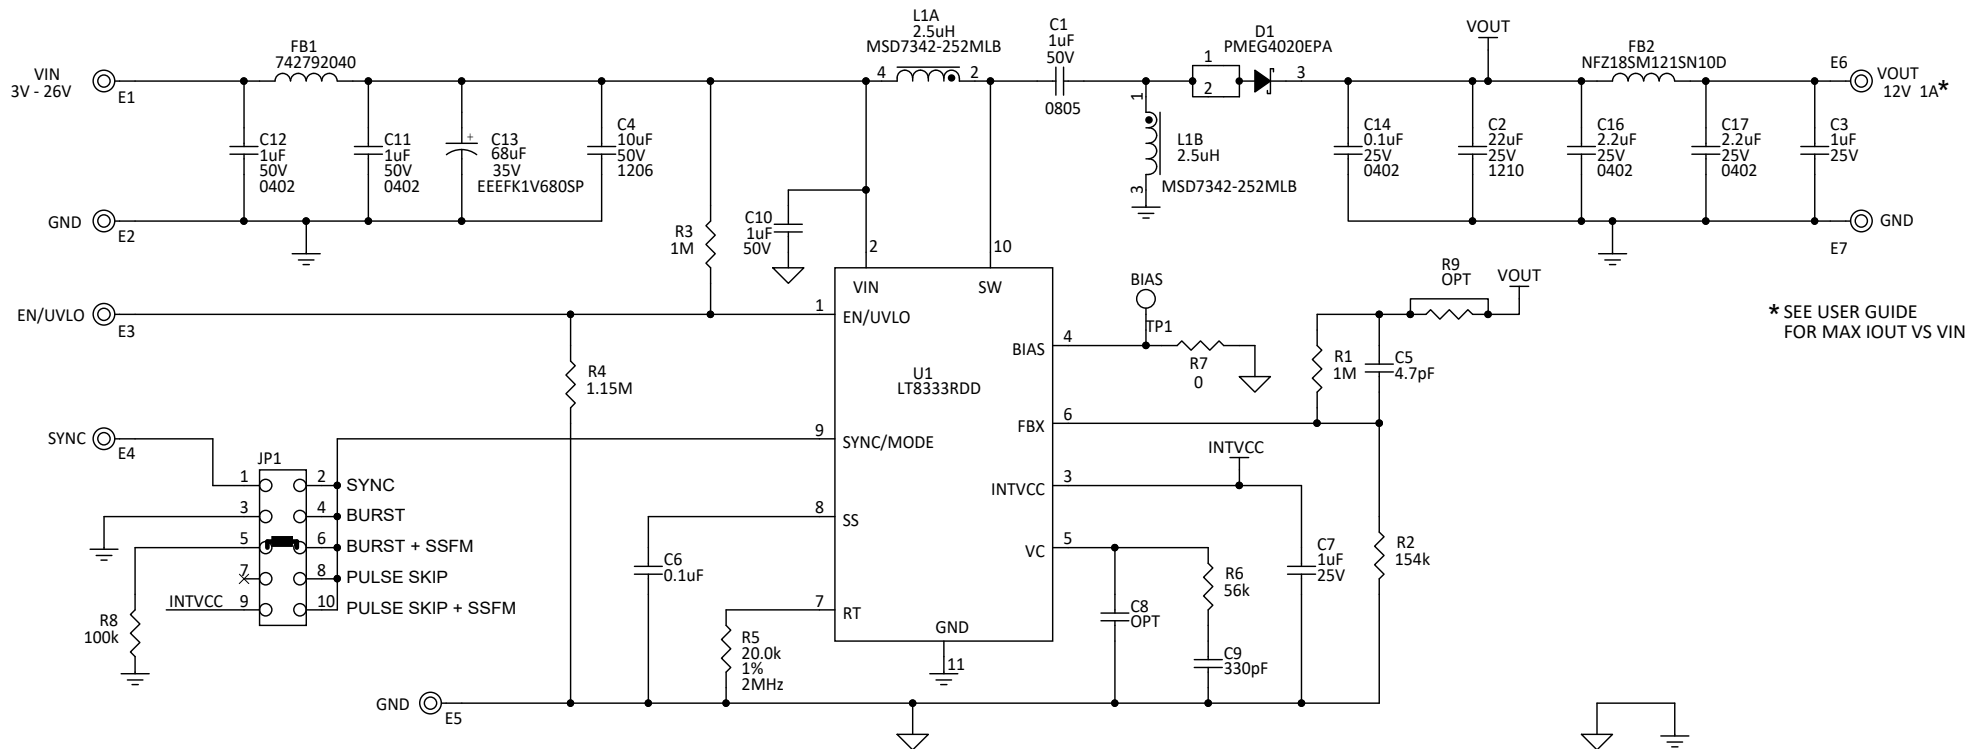 VIN
3V - 26V
E1
FB1
742792040
C12
1uF
50V
0402
C11
1uF
50V
0402
+
C13
68uF
35V
EEEFK1V680SP
C4
10uF
50V
1206
GND
E2
L1A
2.5uH
MSD7342-252MLB
4
2
C1
1uF
50V
0805
1
L1B
2.5uH
3
MSD7342-252MLB
D1
PMEG4020EPA
1
2
3
VOUT
FB2
NFZ18SM121SN10D
E6
VOUT
12V 1A*
C14
0.1uF
25V
0402
C2
22uF
25V
1210
C16
2.2uF
25V
0402
C17
2.2uF
25V
0402
C3
1uF
25V
GND
E7
R3
1M
C10
1uF
50V
2
10
VIN
SW
EN/UVLO
E3
1
EN/UVLO
R4
1.15M
U1
LT8333RDD
BIAS
TP1
4
BIAS
R7
0
R9
OPT
VOUT
* SEE USER GUIDE
FOR MAX IOUT VS VIN
R1
1M
C5
4.7pF
6
FBX
SYNC
E4
9
SYNC/MODE
JP1
1
2
SYNC
3
4
BURST
5
6
BURST + SSFM
7
8
PULSE SKIP
INTVCC
9
10
PULSE SKIP + SSFM
R8
100k
INTVCC
3
INTVCC
8
SS
C6
0.1uF
5
VC
C7
1uF
25V
R2
154k
R6
56k
C8
OPT
C9
330pF
7
RT
R5
20.0k
1%
2MHz
GND
11
GND
E5